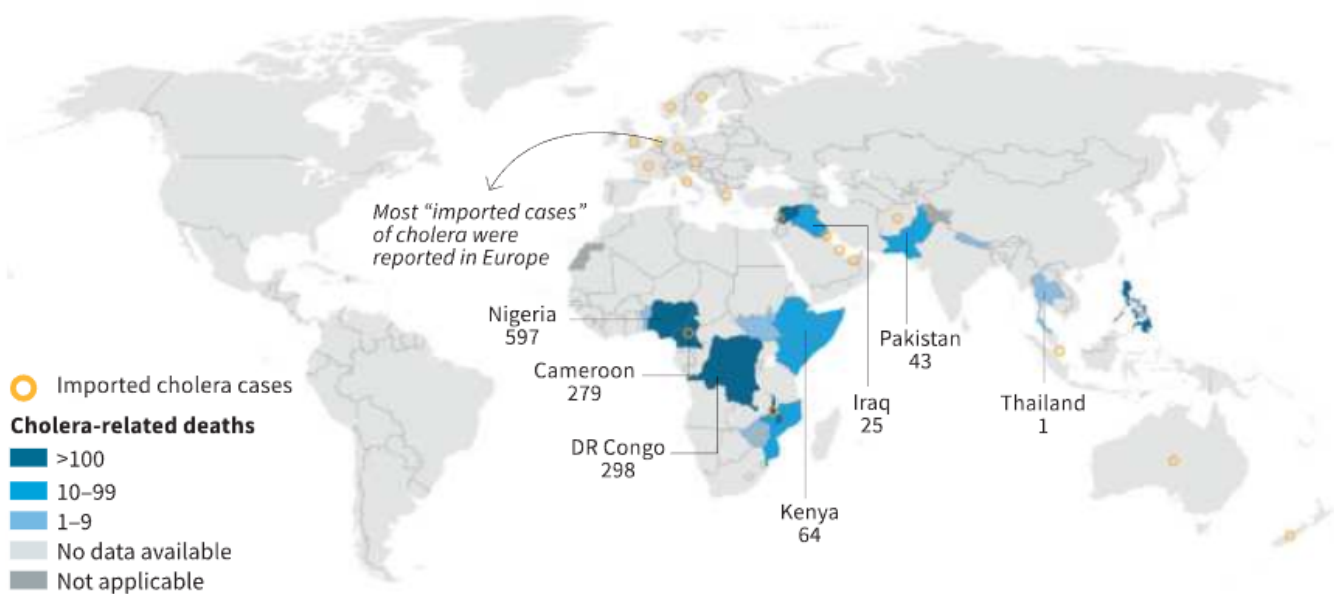 Most “imported cases”
of cholera were
reported in Europe
Nigeria
597
Cameroon
279
DR Congo
298
Kenya
64
Iraq
25
Pakistan
43
Thailand
1
Imported cholera cases
Cholera-related deaths
>100
10–99
1–9
No data available
Not applicable